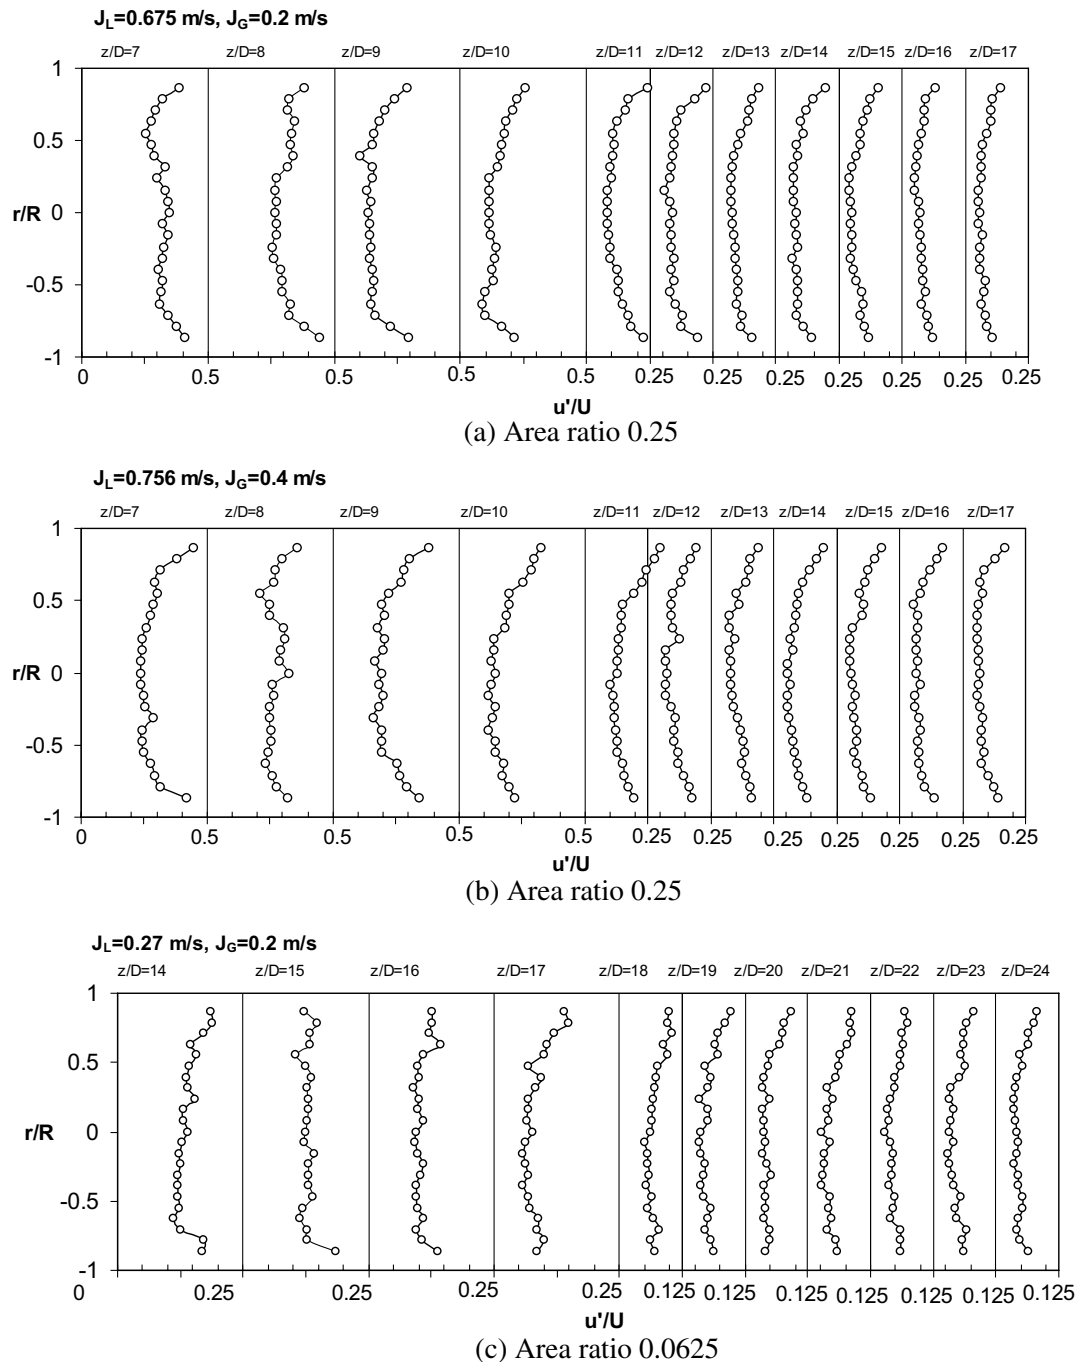 J_L=0.675 m/s, J_G=0.2 m/s
z/D=7 z/D=8 z/D=9 z/D=10 z/D=11 z/D=12 z/D=13 z/D=14 z/D=15 z/D=16 z/D=17
1
0.5
r/R 0
-0.5
-1
0 0.5 0.5 0.5 0.5 0.25 0.25 0.25 0.25 0.25 0.25 0.25
u'/U
(a) Area ratio 0.25
J_L=0.756 m/s, J_G=0.4 m/s
z/D=7 z/D=8 z/D=9 z/D=10 z/D=11 z/D=12 z/D=13 z/D=14 z/D=15 z/D=16 z/D=17
1
0.5
r/R 0
-0.5
-1
0 0.5 0.5 0.5 0.5 0.25 0.25 0.25 0.25 0.25 0.25 0.25
u'/U
(b) Area ratio 0.25
J_L=0.27 m/s, J_G=0.2 m/s
z/D=14 z/D=15 z/D=16 z/D=17 z/D=18 z/D=19 z/D=20 z/D=21 z/D=22 z/D=23 z/D=24
1
0.5
r/R 0
-0.5
-1
0 0.25 0.25 0.25 0.25 0.125 0.125 0.125 0.125 0.125 0.125 0.125
u'/U
(c) Area ratio 0.0625